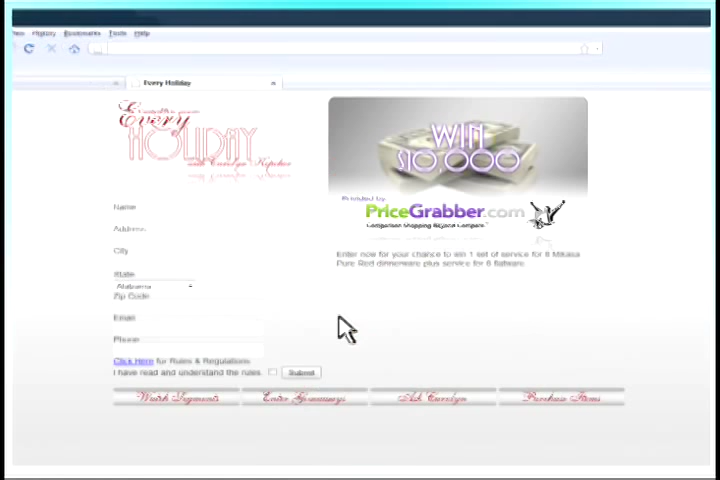 History Bookmarks Tools Help
Every Holiday
Every
HOLIDAY
with Carolyn Kepcher
WIN
$10,000
Provided by
PriceGrabber.com
Comparison Shopping Beyond Compare
Name
Address
City
State
Alabama
Zip Code
Email
Phone
Enter now for your chance to win 1 set of service for 8 Mikasa
Pure Red dinnerware plus service for 8 flatware.
Click Here for Rules & Regulations
I have read and understand the rules. Submit
Watch Segments Enter Giveaways Ask Carolyn Purchase Items